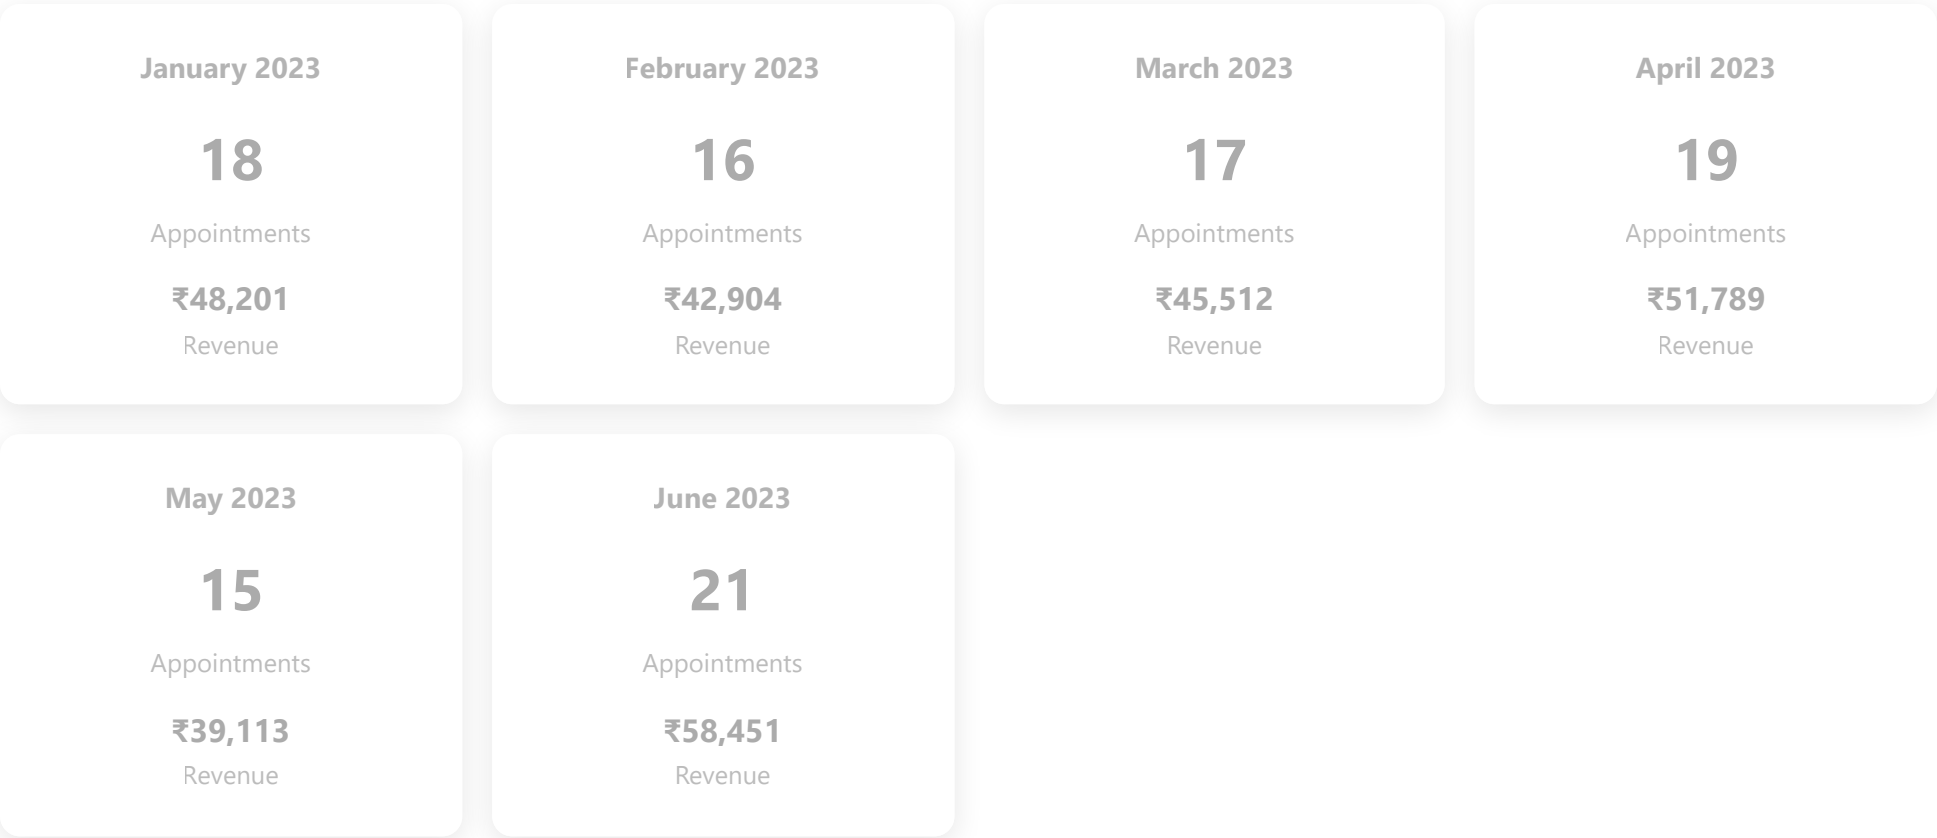 January 2023
18
Appointments
₹48,201
Revenue
February 2023
16
Appointments
₹42,904
Revenue
March 2023
17
Appointments
₹45,512
Revenue
April 2023
19
Appointments
₹51,789
Revenue
May 2023
15
Appointments
₹39,113
Revenue
June 2023
21
Appointments
₹58,451
Revenue